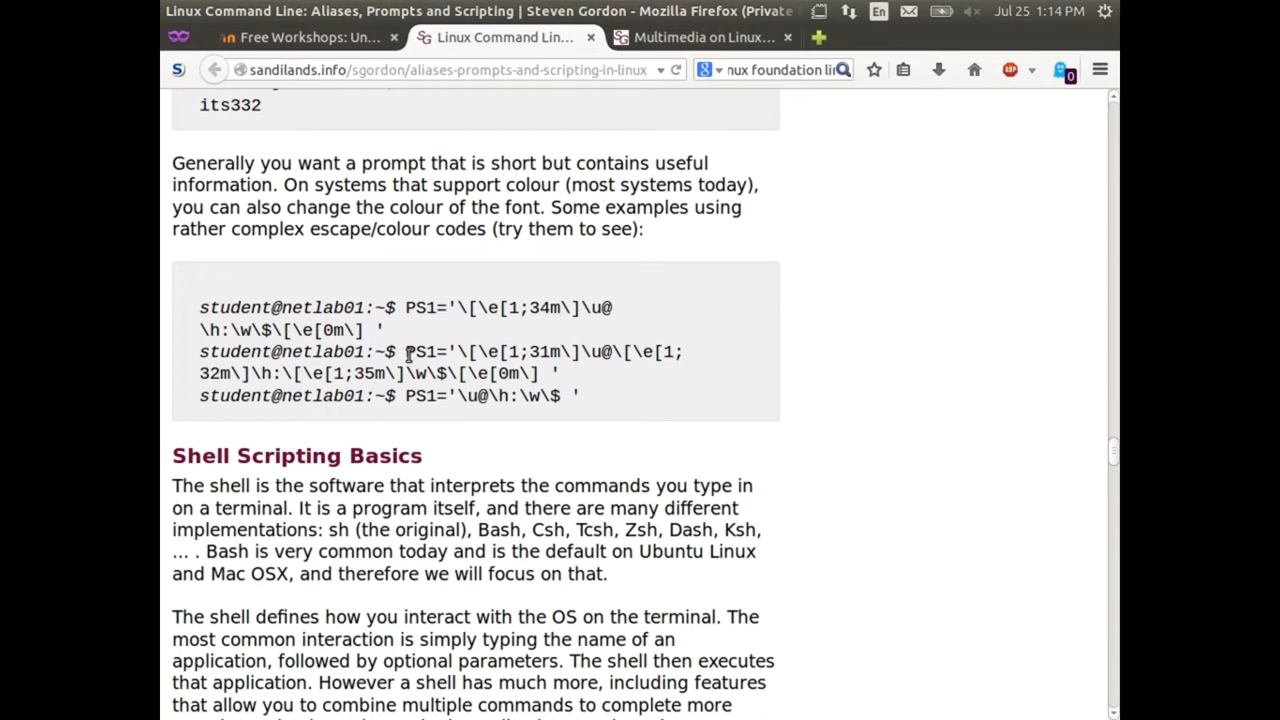 Linux Command Line: Aliases, Prompts and Scripting | Steven Gordon - Mozilla Firefox (Private
En
Jul 25 1:14 PM
Free Workshops: Un... ×
Linux Command Lin... ×
Multimedia on Linux... ×
sandilands.info/sgordon/aliases-prompts-and-scripting-in-linux
nux foundation lin
ABP
0
its332
Generally you want a prompt that is short but contains useful
information. On systems that support colour (most systems today),
you can also change the colour of the font. Some examples using
rather complex escape/colour codes (try them to see):
student@netlab01:~$ PS1='\[\e[1;34m\]\u@
\h:\w\$\[\e[0m\] '
student@netlab01:~$ PS1='\[\e[1;31m\]\u@\[\e[1;
32m\]\h:\[\e[1;35m\]\w\$\[\e[0m\] '
student@netlab01:~$ PS1='\u@\h:\w\$ '
Shell Scripting Basics
The shell is the software that interprets the commands you type in
on a terminal. It is a program itself, and there are many different
implementations: sh (the original), Bash, Csh, Tcsh, Zsh, Dash, Ksh,
... . Bash is very common today and is the default on Ubuntu Linux
and Mac OSX, and therefore we will focus on that.
The shell defines how you interact with the OS on the terminal. The
most common interaction is simply typing the name of an
application, followed by optional parameters. The shell then executes
that application. However a shell has much more, including features
that allow you to combine multiple commands to complete more